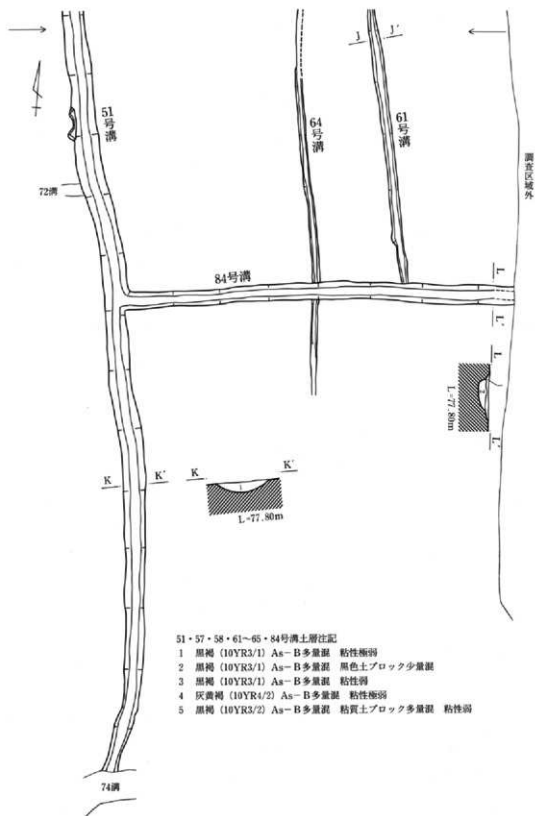 51号溝
64号溝
61号溝
J J′
調査区域外
72溝
84号溝
L
L′
L
L′
L=77.80m
K K′
K K′
L=77.80m
51・57・58・61〜65・84号溝土層注記
1 黒褐（10YR3/1）As－B多量混 粘性極弱
2 黒褐（10YR3/1）As－B多量混 黒色土ブロック少量混
3 黒褐（10YR3/1）As－B多量混 粘性弱
4 灰黄褐（10YR4/2）As－B多量混 粘性極弱
5 黒褐（10YR3/2）As－B多量混 粘質土ブロック多量混 粘性弱
74溝